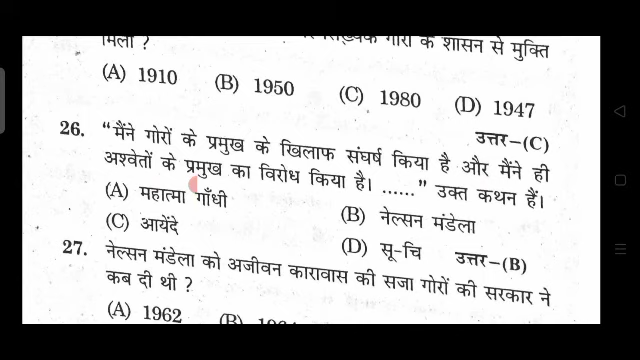 गोरों के शासन से मुक्ति
मिली ?
(A) 1910 (B) 1950 (C) 1980 (D) 1947
उत्तर–(C)
26. “मैंने गोरों के प्रमुख के खिलाफ संघर्ष किया है और मैंने ही
अश्वेतों के प्रमुख का विरोध किया है। ......” उक्त कथन हैं।
(A) महात्मा गाँधी (B) नेल्सन मंडेला
(C) आयेंदे (D) सू-चि उत्तर–(B)
27. नेल्सन मंडेला को अजीवन कारावास की सजा गोरों की सरकार ने
कब दी थी ?
(A) 1962 (B)